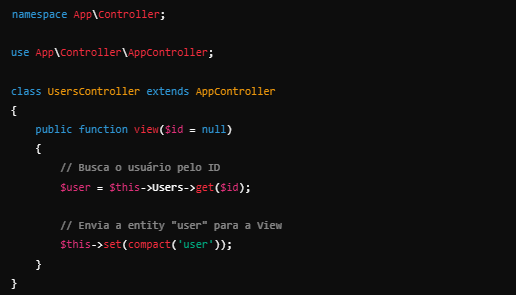 namespace App\Controller;
use App\Controller\AppController;
class UsersController extends AppController
{
public function view($id = null)
{
// Busca o usuário pelo ID
$user = $this->Users->get($id);
// Envia a entity "user" para a View
$this->set(compact('user'));
}
}